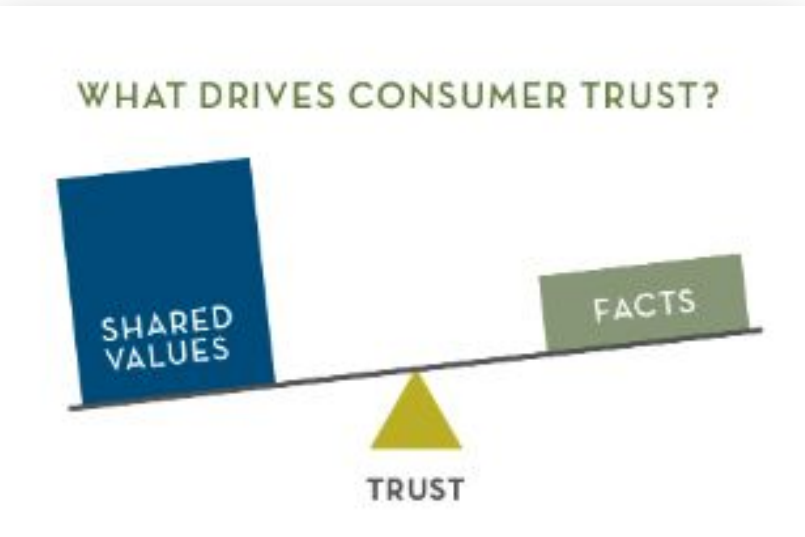 WHAT DRIVES CONSUMER TRUST?
SHARED
VALUES
FACTS
TRUST